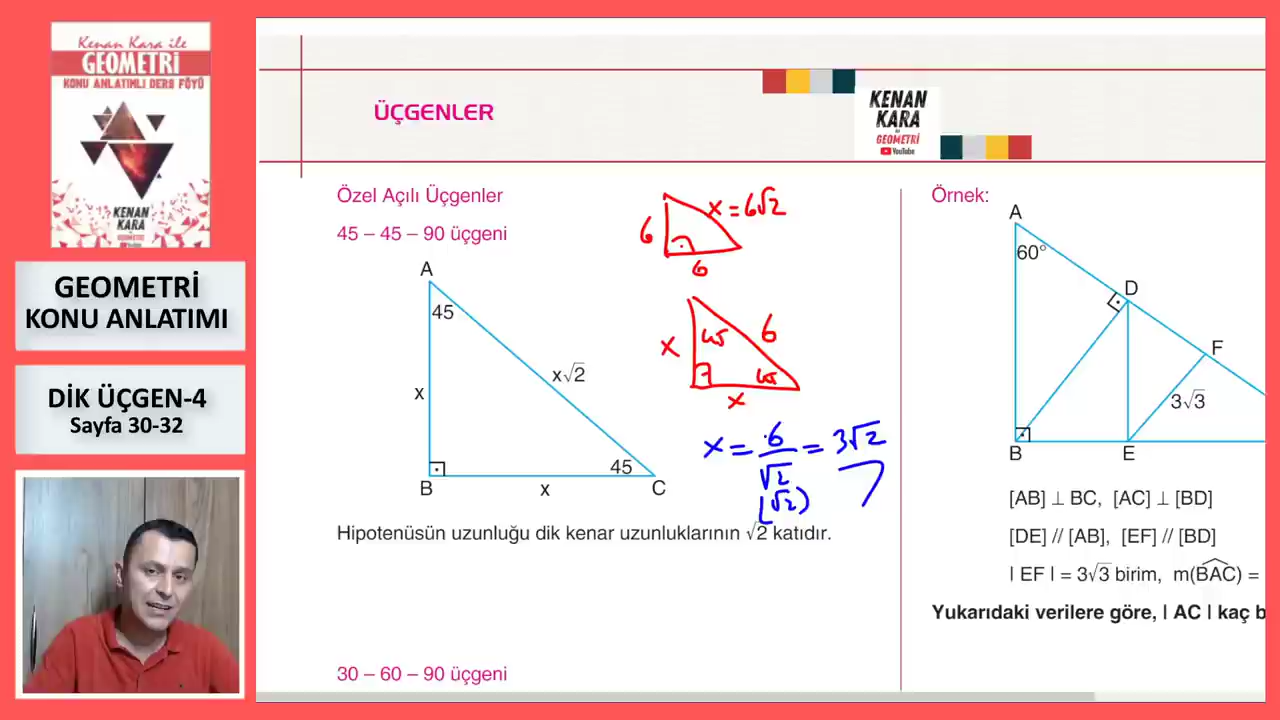 Kenan Kara ile
GEOMETRİ
KONU ANLATIMLI DERS FÖYÜ
KENAN
KARA
GEOMETRİ
KONU ANLATIMI
DİK ÜÇGEN-4
Sayfa 30-32
ÜÇGENLER
KENAN
KARA
ile
GEOMETRİ
YouTube
Özel Açılı Üçgenler
45 – 45 – 90 üçgeni
A
45
x
x√2
45
B
x
C
Hipotenüsün uzunluğu dik kenar uzunluklarının √2 katıdır.
30 – 60 – 90 üçgeni
6
x = 6√2
6
x
45
6
45
x
x = 6/√2 = 3√2
(√2)
Örnek:
A
60°
D
F
3√3
B
E
[AB] ⊥ BC, [AC] ⊥ [BD]
[DE] // [AB], [EF] // [BD]
| EF | = 3√3 birim, m(BAC) =
Yukarıdaki verilere göre, | AC | kaç b